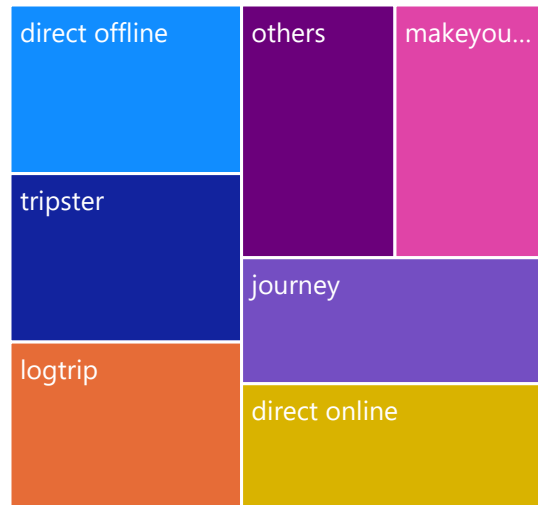 direct offline
tripster
logtrip
others
makeyou...
journey
direct online